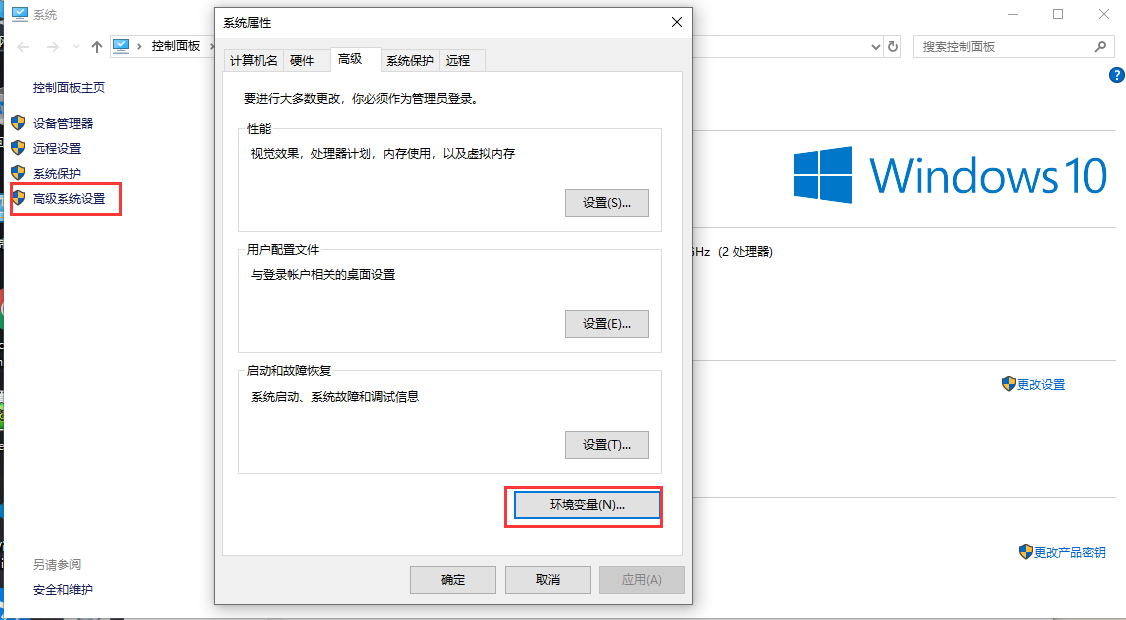 系统
控制面板
搜索控制面板
?
控制面板主页
设备管理器
远程设置
系统保护
高级系统设置
另请参阅
安全和维护
系统属性
计算机名
硬件
高级
系统保护
远程
要进行大多数更改，你必须作为管理员登录。
性能
视觉效果，处理器计划，内存使用，以及虚拟内存
设置(S)...
用户配置文件
与登录帐户相关的桌面设置
设置(E)...
启动和故障恢复
系统启动、系统故障和调试信息
设置(T)...
环境变量(N)...
确定
取消
应用(A)
Windows 10
GHz (2 处理器)
更改设置
更改产品密钥